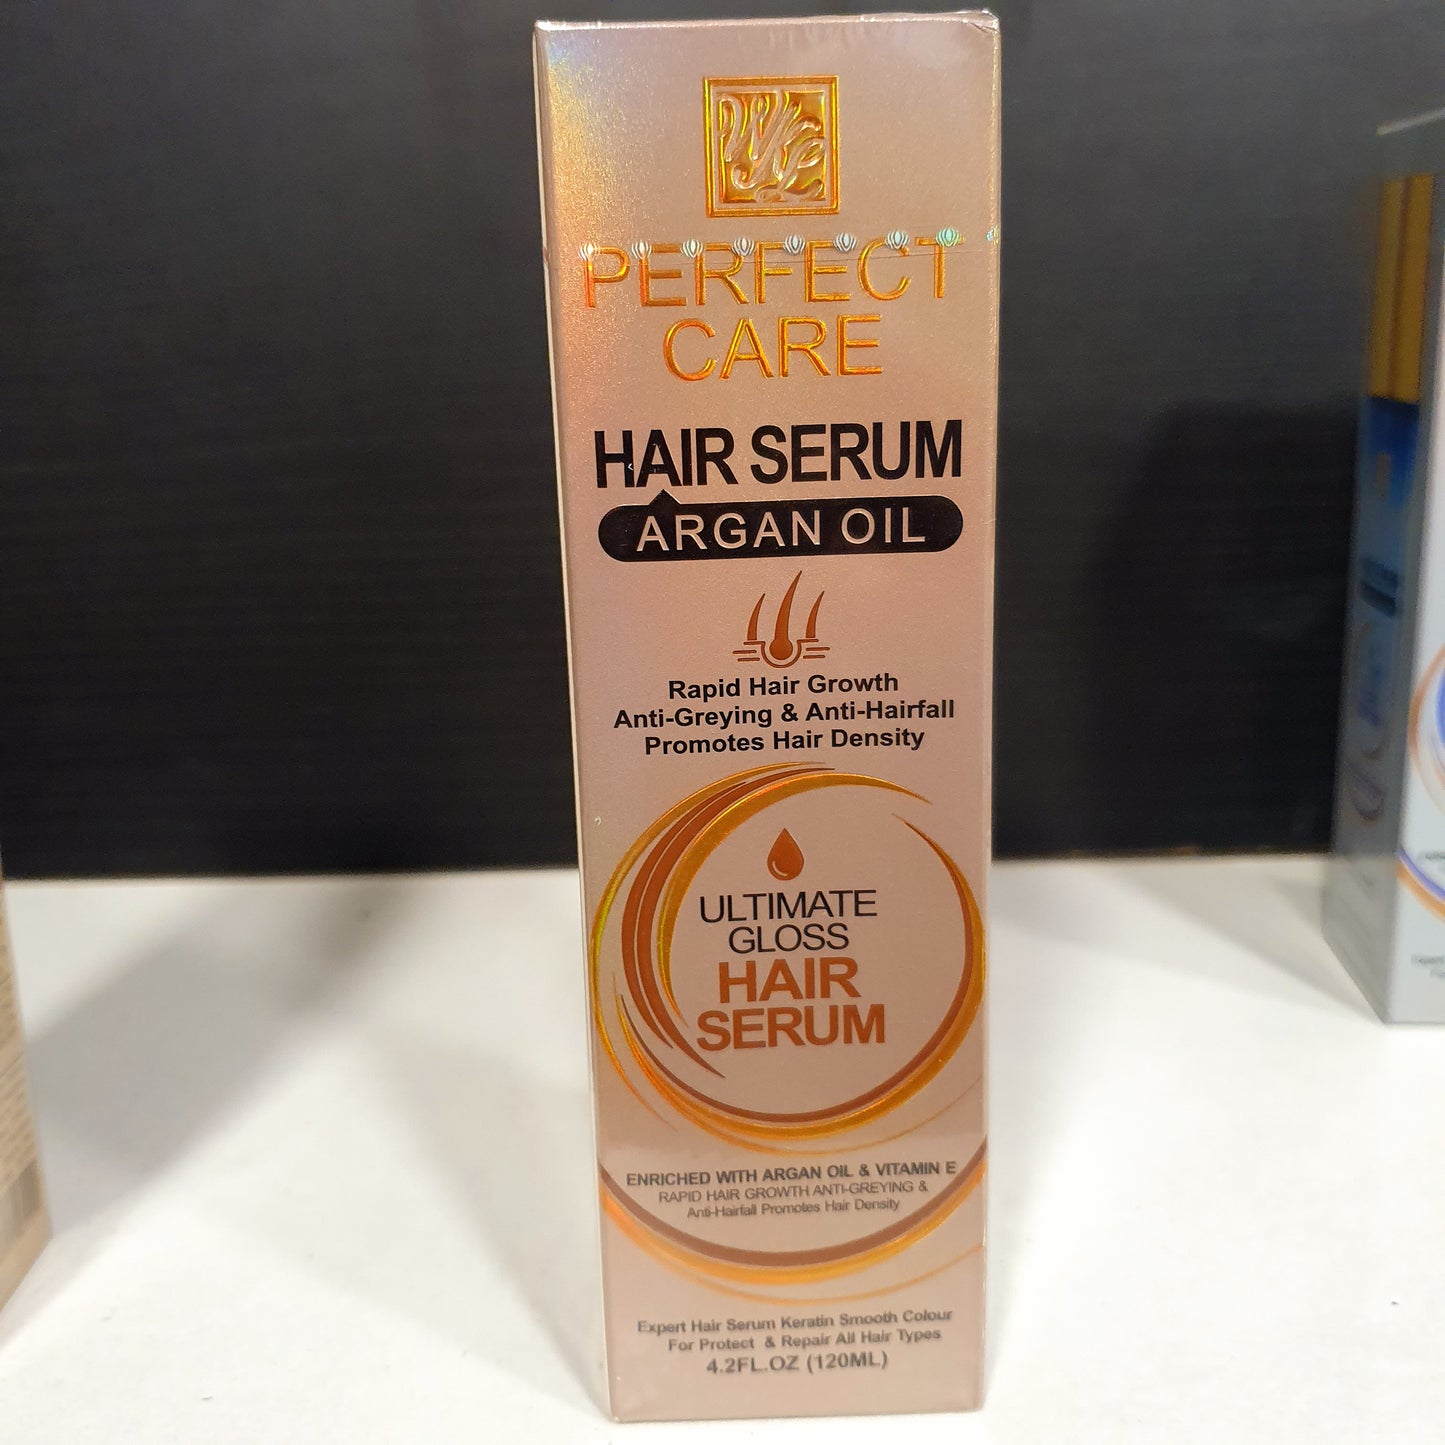 PERFECT
CARE
HAIR SERUM
ARGAN OIL
Rapid Hair Growth
Anti-Greying & Anti-Hairfall
Promotes Hair Density
ULTIMATE
GLOSS
HAIR
SERUM
ENRICHED WITH ARGAN OIL & VITAMIN E
RAPID HAIR GROWTH ANTI-GREYING &
Anti-Hairfall Promotes Hair Density
Expert Hair Serum Keratin Smooth Colour
For Protect & Repair All Hair Types
4.2FL.OZ (120ML)